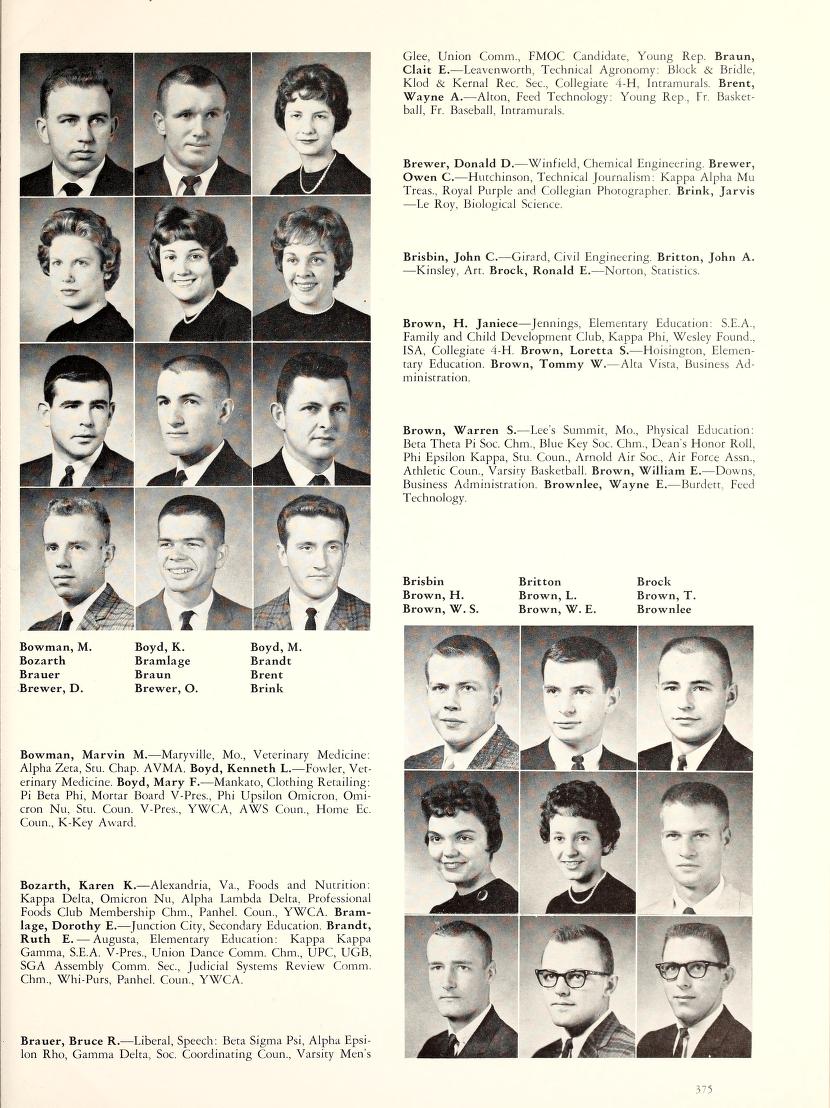 Bowman, M. Boyd, K. Boyd, M.
Bozarth Bramlage Brandt
Brauer Braun Brent
Brewer, D. Brewer, O. Brink
Bowman, Marvin M.—Maryville, Mo., Veterinary Medicine:
Alpha Zeta, Stu. Chap. AVMA. Boyd, Kenneth L.—Fowler, Vet-
erinary Medicine. Boyd, Mary F.—Mankato, Clothing Retailing:
Pi Beta Phi, Mortar Board V-Pres., Phi Upsilon Omicron, Omi-
cron Nu, Stu. Coun. V-Pres., YWCA, AWS Coun., Home Ec.
Coun., K-Key Award.
Bozarth, Karen K.—Alexandria, Va., Foods and Nutrition:
Kappa Delta, Omicron Nu, Alpha Lambda Delta, Professional
Foods Club Membership Chm., Panhel. Coun., YWCA. Bram-
lage, Dorothy E.—Junction City, Secondary Education. Brandt,
Ruth E.—Augusta, Elementary Education: Kappa Kappa
Gamma, S.E.A. V-Pres., Union Dance Comm. Chm., UPC, UGB,
SGA Assembly Comm. Sec., Judicial Systems Review Comm.
Chm., Whi-Purs, Panhel. Coun., YWCA.
Brauer, Bruce R.—Liberal, Speech: Beta Sigma Psi, Alpha Epsi-
lon Rho, Gamma Delta, Soc. Coordinating Coun., Varsity Men's
Glee, Union Comm., FMOC Candidate, Young Rep. Braun,
Clait E.—Leavenworth, Technical Agronomy: Block & Bridle,
Klod & Kernal Rec. Sec., Collegiate 4-H, Intramurals. Brent,
Wayne A.—Alton, Feed Technology: Young Rep., Fr. Basket-
ball, Fr. Baseball, Intramurals.
Brewer, Donald D.—Winfield, Chemical Engineering. Brewer,
Owen C.—Hutchinson, Technical Journalism: Kappa Alpha Mu
Treas., Royal Purple and Collegian Photographer. Brink, Jarvis
—Le Roy, Biological Science.
Brisbin, John C.—Girard, Civil Engineering. Britton, John A.
—Kinsley, Art. Brock, Ronald E.—Norton, Statistics.
Brown, H. Janiece—Jennings, Elementary Education: S.E.A.,
Family and Child Development Club, Kappa Phi, Wesley Found.,
ISA, Collegiate 4-H. Brown, Loretta S.—Hoisington, Elemen-
tary Education. Brown, Tommy W.—Alta Vista, Business Ad-
ministration.
Brown, Warren S.—Lee's Summit, Mo., Physical Education:
Beta Theta Pi Soc. Chm., Blue Key Soc. Chm., Dean's Honor Roll,
Phi Epsilon Kappa, Stu. Coun., Arnold Air Soc., Air Force Assn.,
Athletic Coun., Varsity Basketball. Brown, William E.—Downs,
Business Administration. Brownlee, Wayne E.—Burdett, Feed
Technology.
Brisbin Britton Brock
Brown, H. Brown, L. Brown, T.
Brown, W. S. Brown, W. E. Brownlee
375